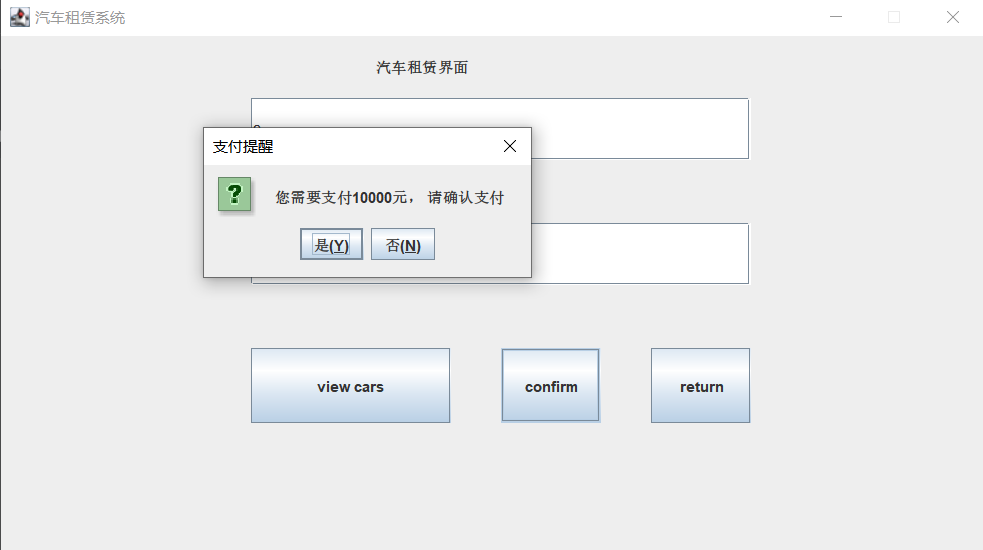 汽车租赁系统
汽车租赁界面
支付提醒
您需要支付10000元， 请确认支付
是(Y)
否(N)
view cars
confirm
return